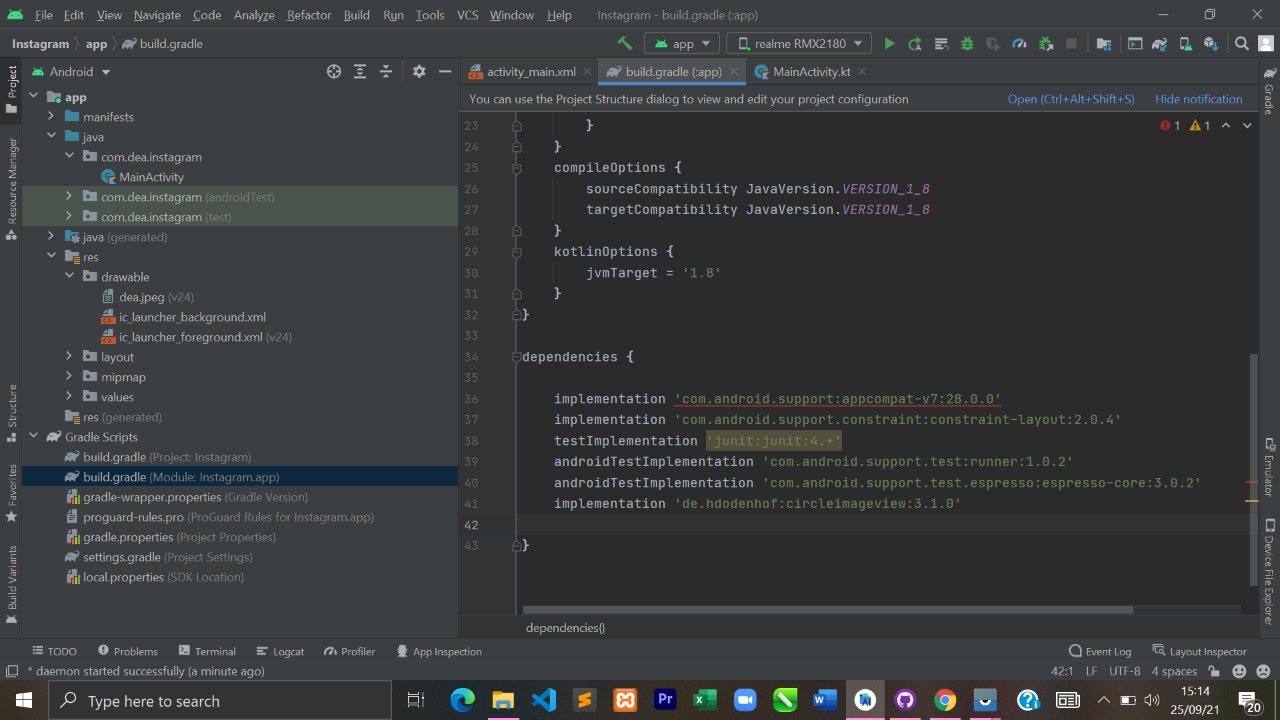 File Edit View Navigate Code Analyze Refactor Build Run Tools VCS Window Help Instagram - build.gradle (:app)
Instagram app build.gradle app realme RMX2180
Android
activity_main.xml build.gradle (:app) MainActivity.kt
You can use the Project Structure dialog to view and edit your project configuration Open (Ctrl+Alt+Shift+S) Hide notification
Project
Resource Manager
Structure
Favorites
Build Variants
app
manifests
java
com.dea.instagram
MainActivity
com.dea.instagram (androidTest)
com.dea.instagram (test)
java (generated)
res
drawable
dea.jpeg (v24)
ic_launcher_background.xml
ic_launcher_foreground.xml (v24)
layout
mipmap
values
res (generated)
Gradle Scripts
build.gradle (Project: Instagram)
build.gradle (Module: Instagram.app)
gradle-wrapper.properties (Gradle Version)
proguard-rules.pro (ProGuard Rules for Instagram.app)
gradle.properties (Project Properties)
settings.gradle (Project Settings)
local.properties (SDK Location)
23 }
1 1
24 }
25 compileOptions {
26 sourceCompatibility JavaVersion.VERSION_1_8
27 targetCompatibility JavaVersion.VERSION_1_8
28 }
29 kotlinOptions {
30 jvmTarget = '1.8'
31 }
32 }
33
34 dependencies {
35
36 implementation 'com.android.support:appcompat-v7:28.0.0'
37 implementation 'com.android.support.constraint:constraint-layout:2.0.4'
38 testImplementation 'junit:junit:4.+'
39 androidTestImplementation 'com.android.support.test:runner:1.0.2'
40 androidTestImplementation 'com.android.support.test.espresso:espresso-core:3.0.2'
41 implementation 'de.hdodenhof:circleimageview:3.1.0'
42
43 }
dependencies{}
Gradle
Emulator
Device File Explorer
TODO Problems Terminal Logcat Profiler App Inspection Event Log Layout Inspector
* daemon started successfully (a minute ago) 42:1 LF UTF-8 4 spaces
Type here to search
Pr
15:14
25/09/21
20